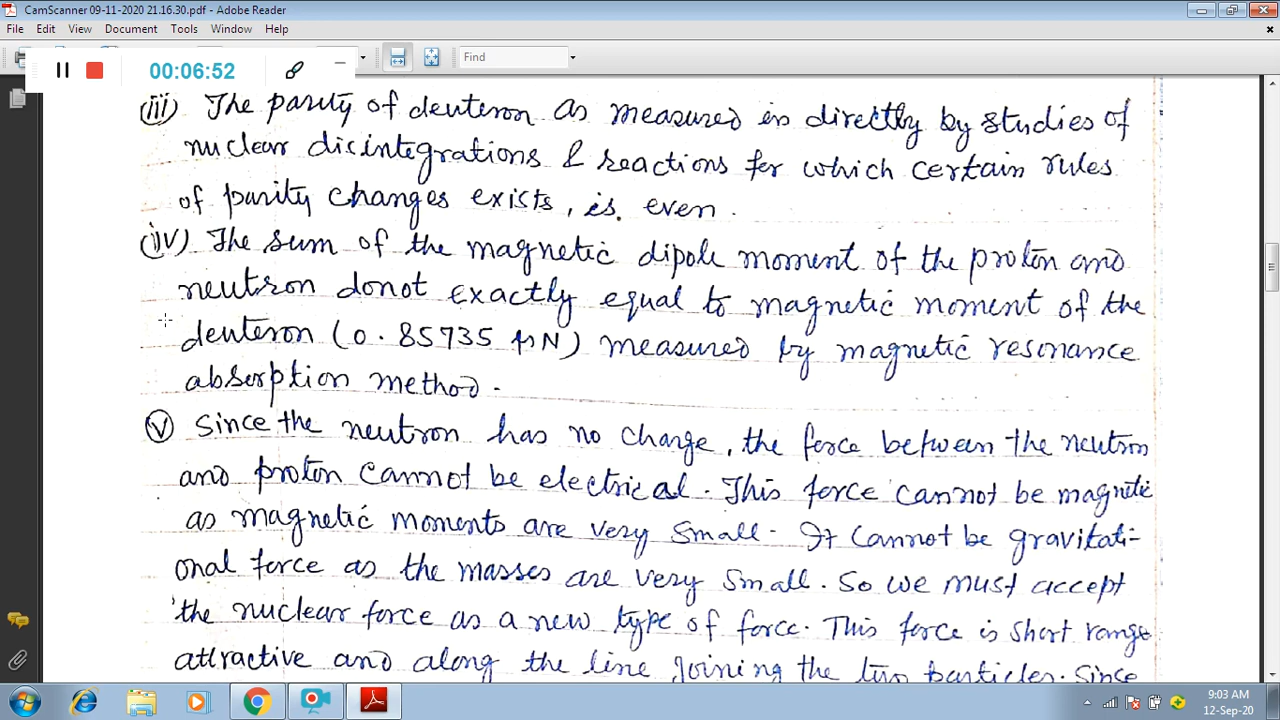 CamScanner 09-11-2020 21.16.30.pdf - Adobe Reader
File Edit View Document Tools Window Help
00:06:52
Find
(iii) The parity of deuteron as measured in directly by studies of
nuclear disintegrations & reactions for which certain rules
of parity changes exists, is even.
(iv). The sum of the magnetic dipole moment of the proton and
neutron donot exactly equal to magnetic moment of the
deuteron (0.85735 μN) measured by magnetic resonance
absorption method.
(V) Since the neutron has no charge, the force between the neutron
and proton cannot be electrical. This force cannot be magnetic
as magnetic moments are very small. It cannot be gravitati-
onal force as the masses are very small. So we must accept
the nuclear force as a new type of force. This force is short range
attractive and along the line joining the two particles. Since
9:03 AM
12-Sep-20